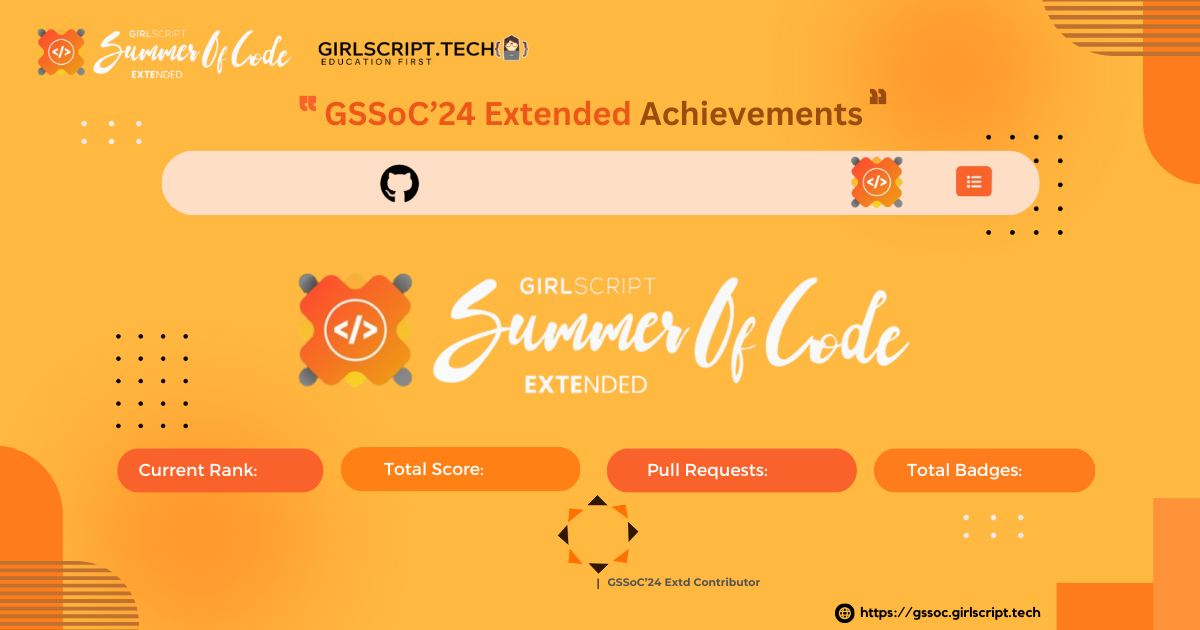 GIRLSCRIPT
Summer Of Code
EXTENDED
GIRLSCRIPT.TECH
EDUCATION FIRST
"GSSoC’24 Extended Achievements"
</>
</>
GIRLSCRIPT
Summer Of Code
EXTENDED
</>
Current Rank:
Total Score:
Pull Requests:
Total Badges:
| GSSoC’24 Extd Contributor
https://gssoc.girlscript.tech